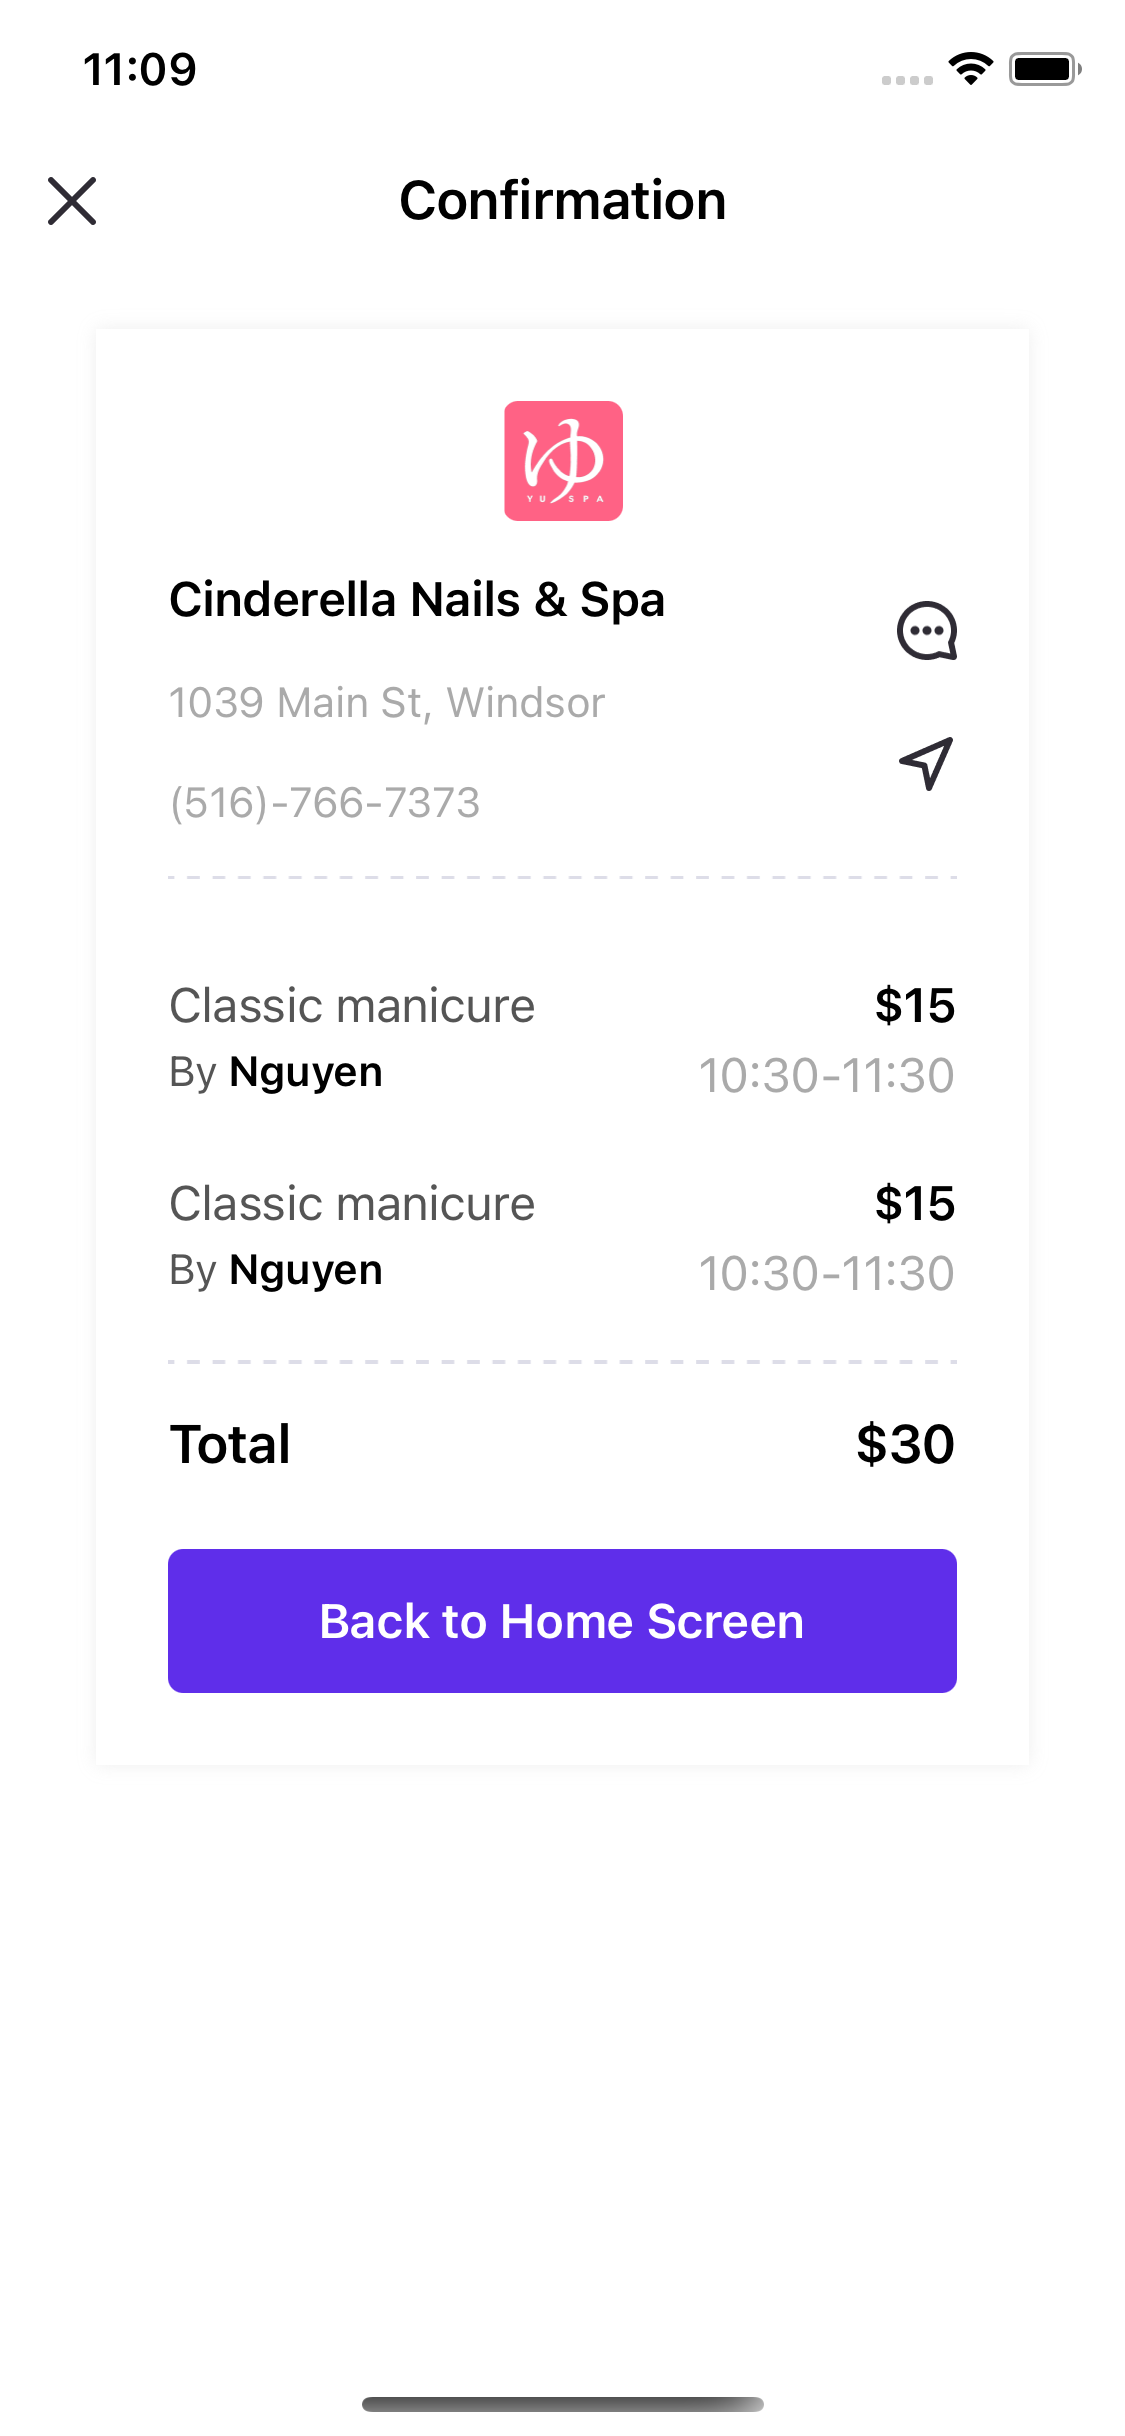 11:09
Confirmation
ゆ
YU SPA
Cinderella Nails & Spa
1039 Main St, Windsor
(516)-766-7373
Classic manicure $15
By Nguyen 10:30-11:30
Classic manicure $15
By Nguyen 10:30-11:30
Total $30
Back to Home Screen